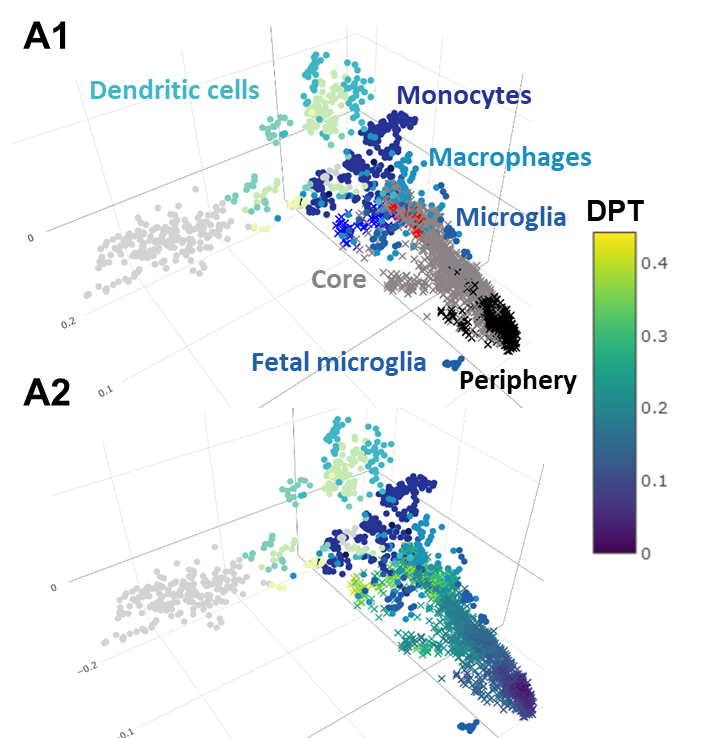 A1
Dendritic cells
Monocytes
Macrophages
Microglia
DPT
Core
Fetal microglia
Periphery
0
0.2
0.1
0.4
0.3
0.2
0.1
0
A2
0
−0.2
-0.1